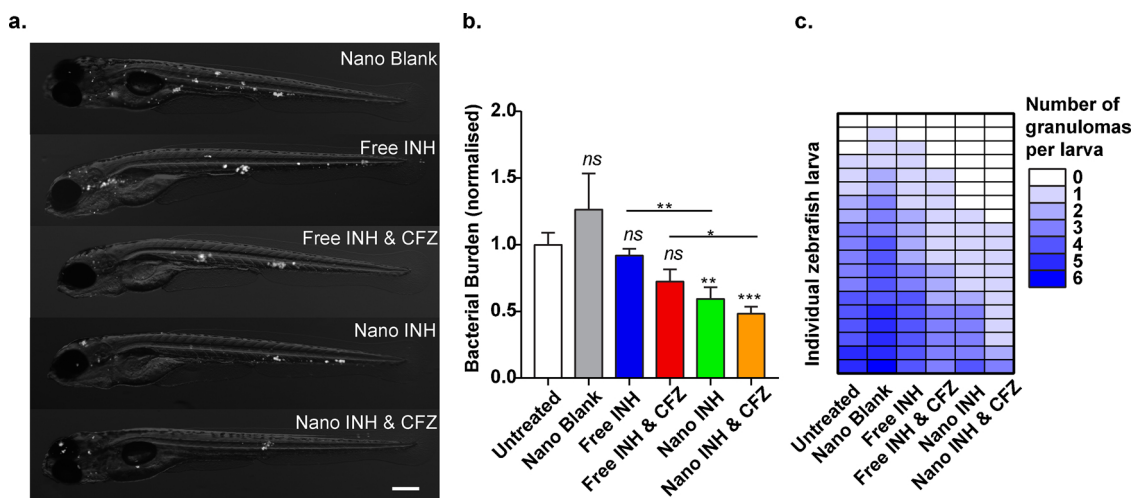 a.
Nano Blank
Free INH
Free INH & CFZ
Nano INH
Nano INH & CFZ
b.
Bacterial Burden (normalised)
2.0
1.5
1.0
0.5
0.0
ns
ns
ns
**
***
**
*
Untreated
Nano Blank
Free INH
Free INH & CFZ
Nano INH
Nano INH & CFZ
c.
Individual zebrafish larva
Untreated
Nano Blank
Free INH
Free INH & CFZ
Nano INH
Nano INH & CFZ
Number of
granulomas
per larva
0
1
2
3
4
5
6